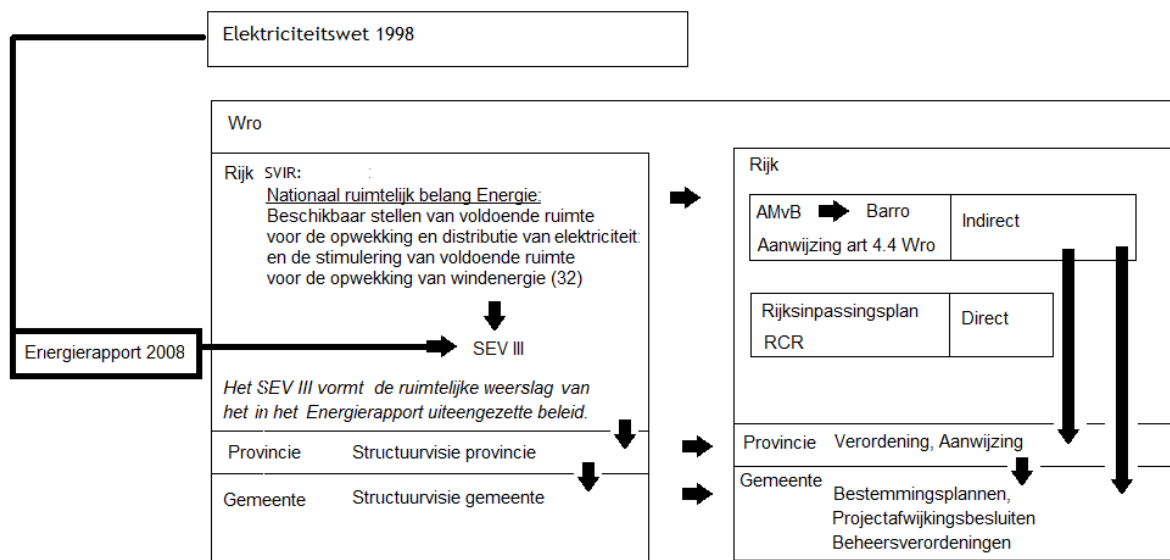 Elektriciteitswet 1998
Wro
Rijk SVIR: :
Nationaal ruimtelijk belang Energie:
Beschikbaar stellen van voldoende ruimte
voor de opwekking en distributie van elektriciteit:
en de stimulering van voldoende ruimte
voor de opwekking van windenergie (32)
Energierapport 2008
SEV III
Het SEV III vormt de ruimtelijke weerslag van
het in het Energierapport uiteengezette beleid.
Provincie Structuurvisie provincie
Gemeente Structuurvisie gemeente
Rijk
AMvB Barro
Aanwijzing art 4.4 Wro
Indirect
Rijksinpassingsplan
RCR
Direct
Provincie Verordening, Aanwijzing
Gemeente
Bestemmingsplannen,
Projectafwijkingsbesluiten
Beheersverordeningen